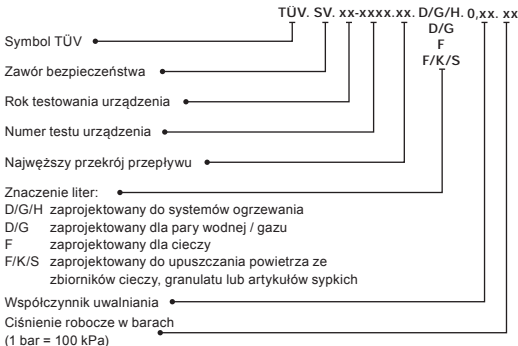 TÜV. SV. xx-xxxx.xx. D/G/H. 0,xx. xx
D/G
F
F/K/S
Symbol TÜV
Zawór bezpieczeństwa
Rok testowania urządzenia
Numer testu urządzenia
Najwęższy przekrój przepływu
Znaczenie liter:
D/G/H zaprojektowany do systemów ogrzewania
D/G zaprojektowany dla pary wodnej / gazu
F zaprojektowany dla cieczy
F/K/S zaprojektowany do upuszczania powietrza ze
zbiorników cieczy, granulatu lub artykułów sypkich
Współczynnik uwalniania
Ciśnienie robocze w barach
(1 bar = 100 kPa)